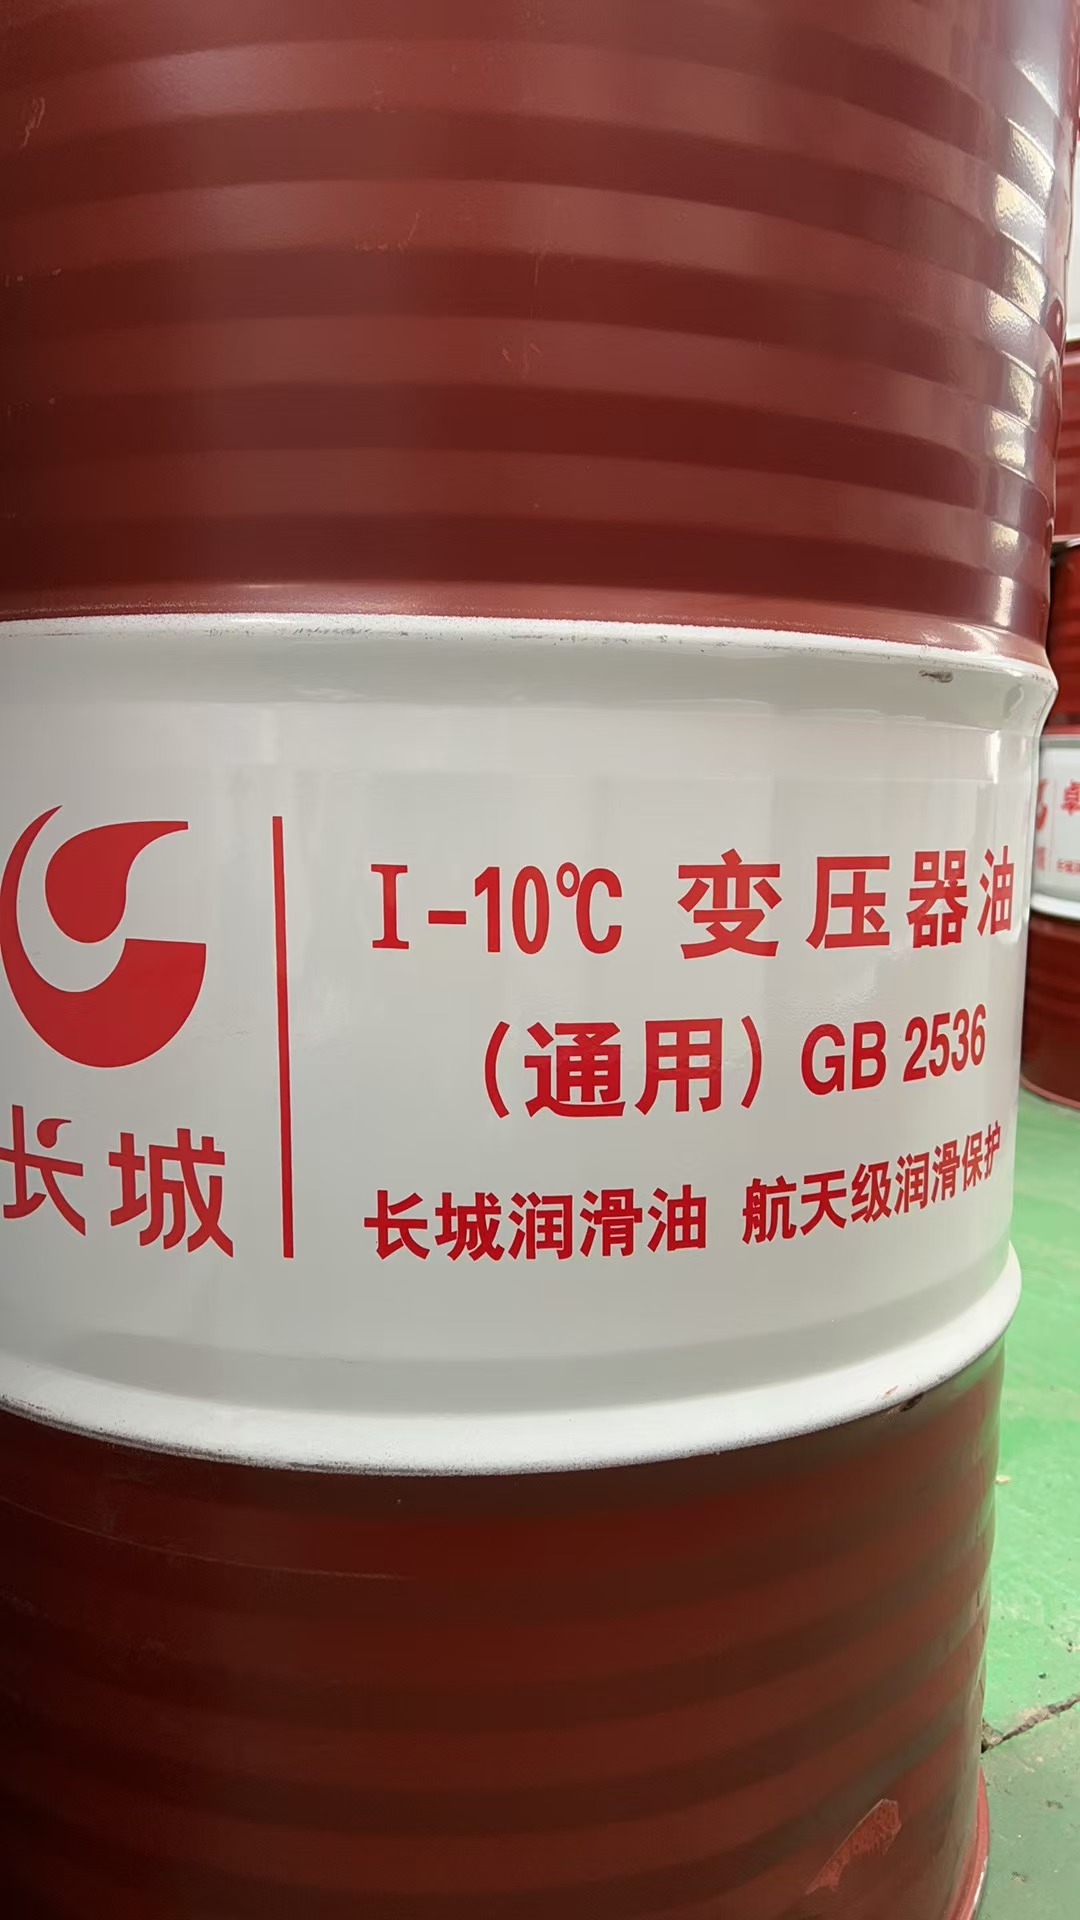 I-10℃ 变压器油
（通用）GB 2536
长城润滑油 航天级润滑保护
长城